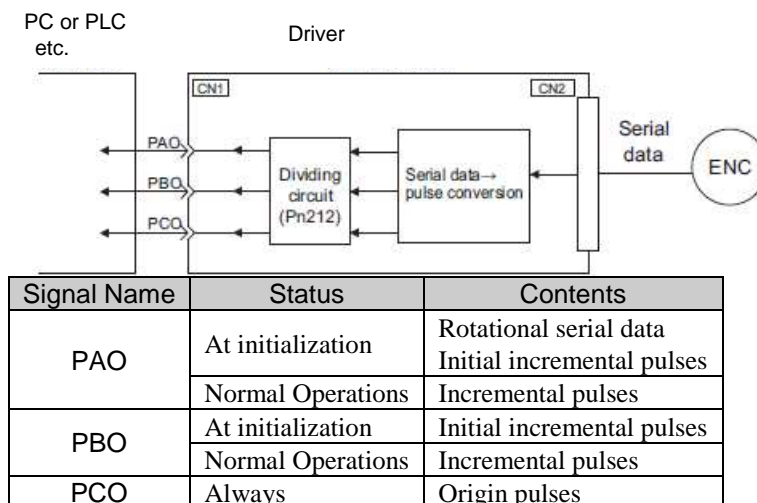 PC or PLC
etc.
Driver
CN1
CN2
Serial
data
ENC
PAO
PBO
PCO
Dividing
circuit
(Pn212)
Serial data→
pulse conversion
Signal Name Status Contents
PAO At initialization Rotational serial data
Initial incremental pulses
Normal Operations Incremental pulses
PBO At initialization Initial incremental pulses
Normal Operations Incremental pulses
PCO Always Origin pulses